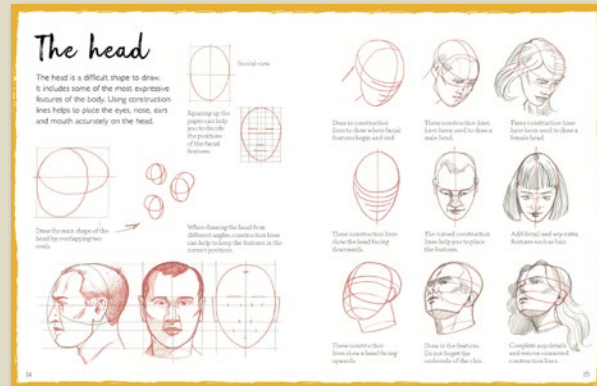 The head
The head is a difficult shape to draw.
It includes some of the most expressive
features of the body. Using construction
lines helps to place the eyes, nose, ears
and mouth accurately on the head.
Facial view
Squaring up the
paper can help
you to decide
the positions
of the facial
features.
Draw the main shape of the
head by overlapping two
ovals.
When drawing the head from
different angles, construction lines
can help to keep the features in the
correct positions.
14
Draw in construction
lines to show where facial
features begin and end.
These construction lines
have been used to draw a
male head.
These construction lines
have been used to draw a
female head.
These construction lines
show the head facing
downwards.
The curved construction
lines help you to place
the features.
Add detail and any extra
features such as hair.
These construction
lines show a head facing
upwards.
Draw in the features.
Do not forget the
underside of the chin.
Complete any details
and remove unwanted
construction lines.
15